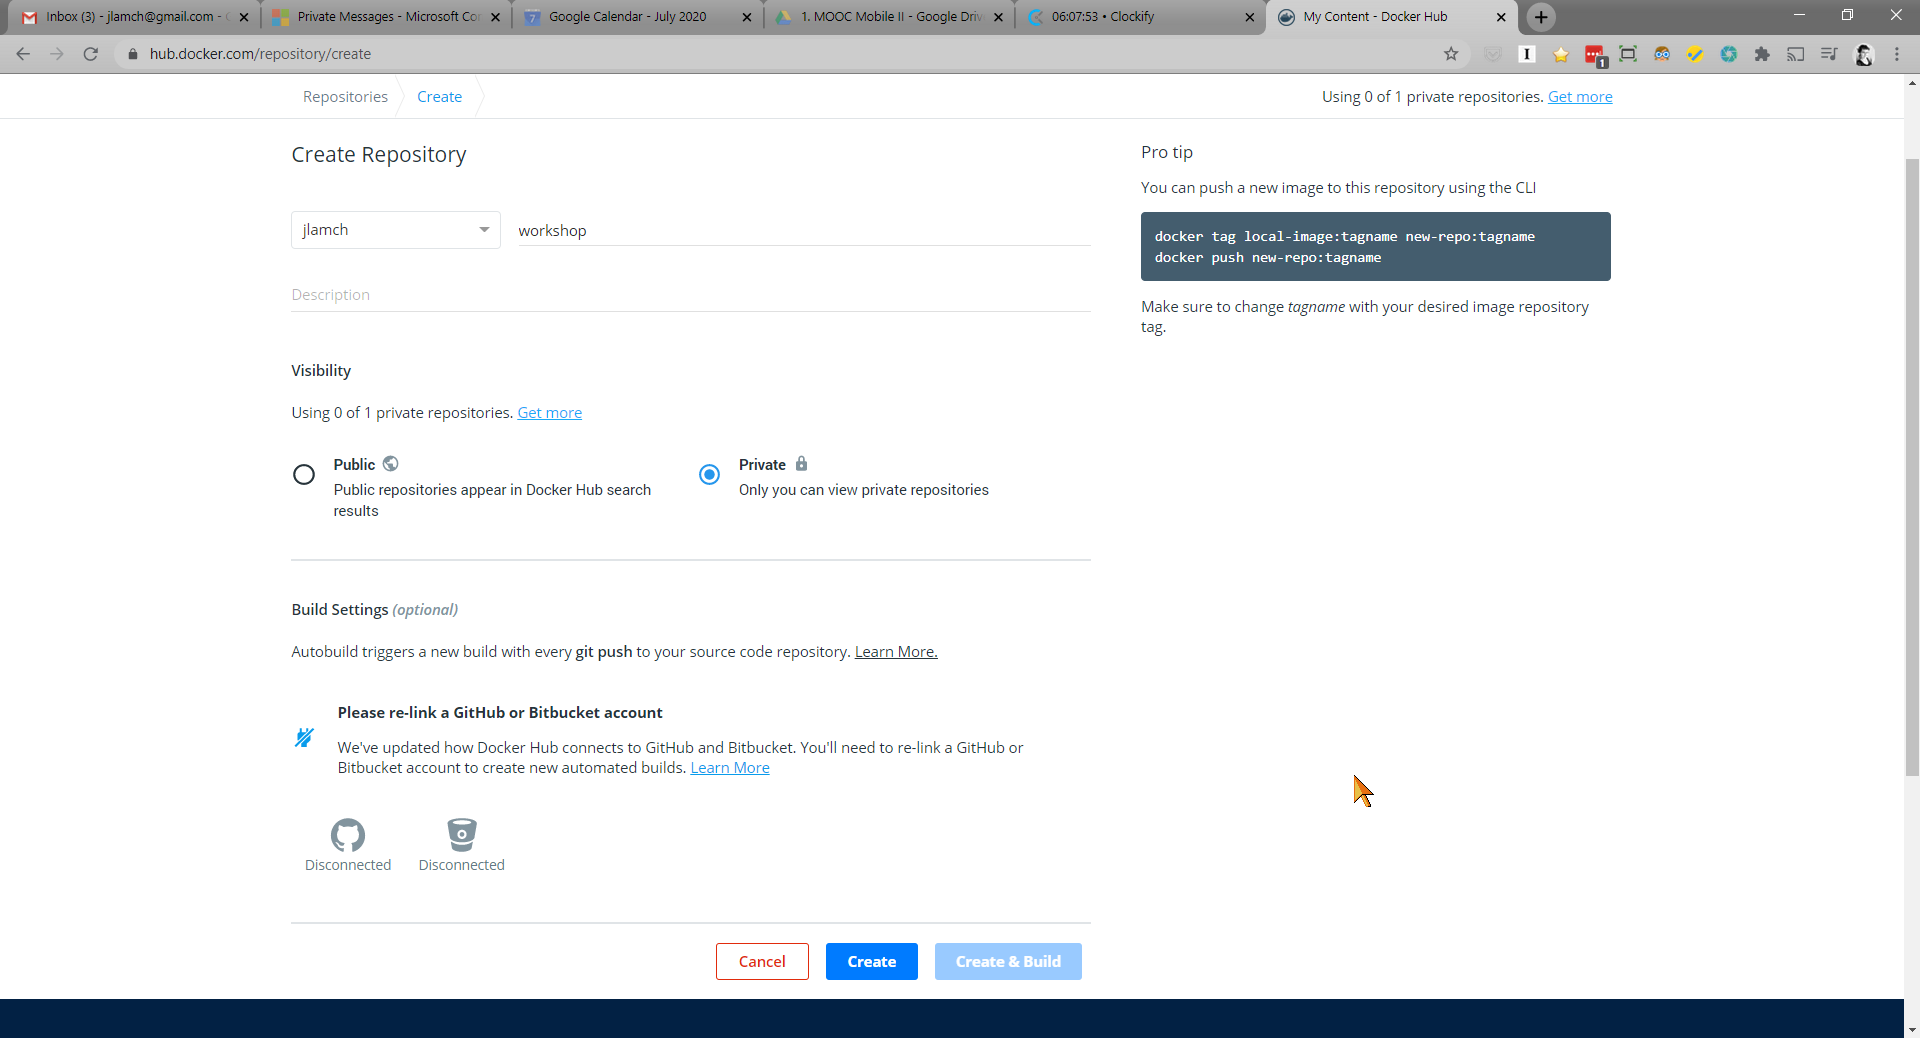 Inbox (3) - jlamch@gmail.com -
Private Messages - Microsoft Co
Google Calendar - July 2020
1. MOOC Mobile II - Google Driv
06:07:53 • Clockify
My Content - Docker Hub
hub.docker.com/repository/create
1
Repositories
Create
Using 0 of 1 private repositories. Get more
Create Repository
jlamch
workshop
Description
Visibility
Using 0 of 1 private repositories. Get more
Public
Public repositories appear in Docker Hub search
results
Private
Only you can view private repositories
Build Settings (optional)
Autobuild triggers a new build with every git push to your source code repository. Learn More.
Please re-link a GitHub or Bitbucket account
We've updated how Docker Hub connects to GitHub and Bitbucket. You'll need to re-link a GitHub or
Bitbucket account to create new automated builds. Learn More
Disconnected
Disconnected
Cancel
Create
Create & Build
Pro tip
You can push a new image to this repository using the CLI
docker tag local-image:tagname new-repo:tagname
docker push new-repo:tagname
Make sure to change tagname with your desired image repository
tag.